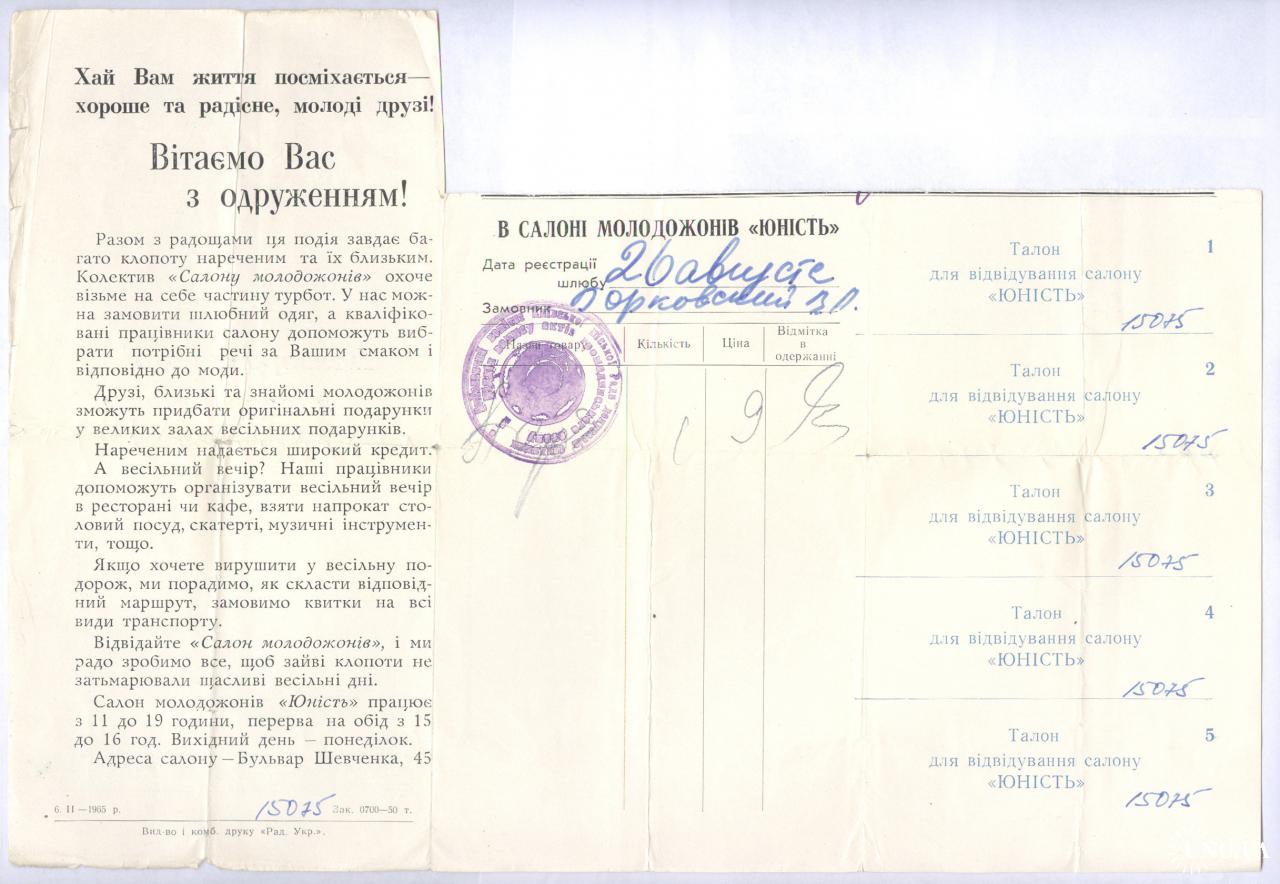 Хай Вам життя посміхається—
хороше та радісне, молоді друзі!
Вітаємо Вас
з одруженням!
Разом з радощами ця подія завдає ба-
гато клопоту нареченим та їх близьким.
Колектив «Салону молодожонів» охоче
візьме на себе частину турбот. У нас мож-
на замовити шлюбний одяг, а кваліфіко-
вані працівники салону допоможуть виб-
рати потрібні речі за Вашим смаком і
відповідно до моди.
Друзі, близькі та знайомі молодожонів
зможуть придбати оригінальні подарунки
у великих залах весільних подарунків.
Нареченим надається широкий кредит.
А весільний вечір? Наші працівники
допоможуть організувати весільний вечір
в ресторані чи кафе, взяти напрокат сто-
ловий посуд, скатерті, музичні інструмен-
ти, тощо.
Якщо хочете вирушити у весільну по-
дорож, ми порадимо, як скласти відповід-
ний маршрут, замовимо квитки на всі
види транспорту.
Відвідайте «Салон молодожонів», і ми
радо зробимо все, щоб зайві клопоти не
затьмарювали щасливі весільні дні.
Салон молодожонів «Юність» працює
з 11 до 19 години, перерва на обід з 15
до 16 год. Вихідний день – понеділок.
Адреса салону – Бульвар Шевченка, 45
6. II—1965 р. 15075 Зак. 0700—50 т.
Вид-во і комб. друку «Рад. Укр.».
В САЛОНІ МОЛОДОЖОНІВ «ЮНІСТЬ»
Дата реєстрації
шлюбу 26 августа
Замовник Горковский
Назва товару Кількість Ціна Відмітка
в
одержанні
9
Талон 1
для відвідування салону
«ЮНІСТЬ»
15075
Талон 2
для відвідування салону
«ЮНІСТЬ»
15075
Талон 3
для відвідування салону
«ЮНІСТЬ»
15075
Талон 4
для відвідування салону
«ЮНІСТЬ»
15075
Талон 5
для відвідування салону
«ЮНІСТЬ»
15075